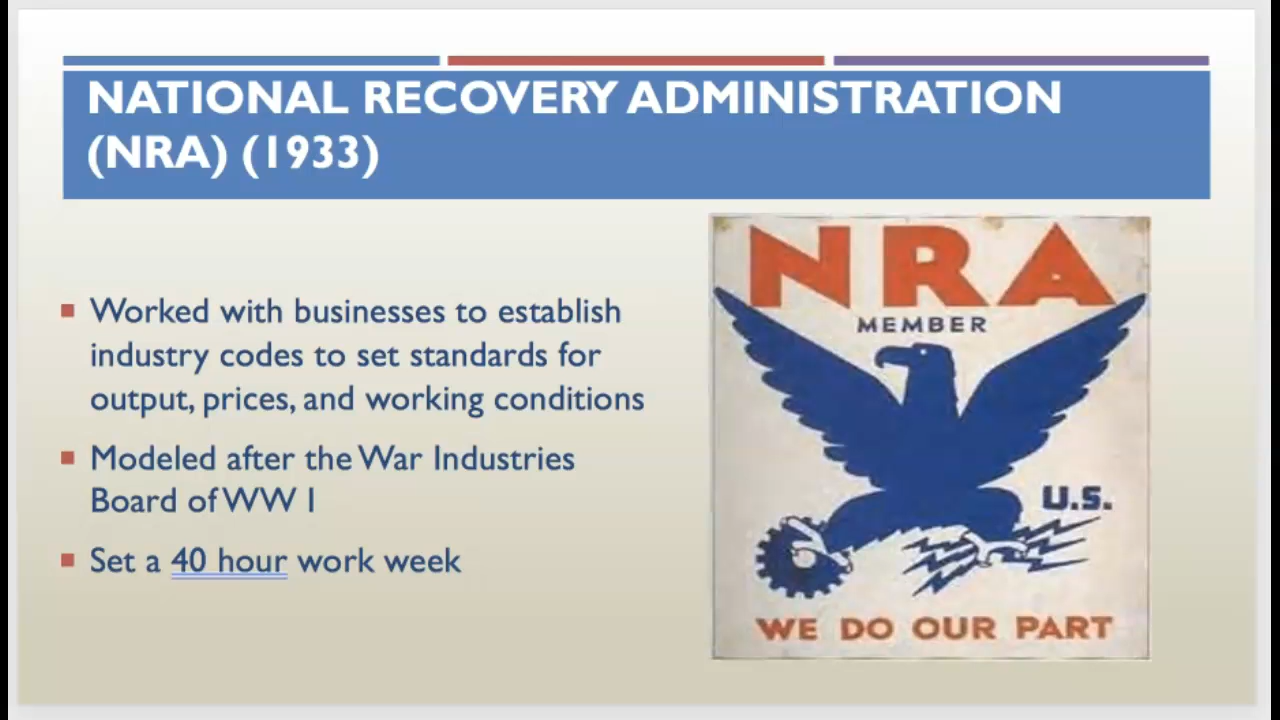 NATIONAL RECOVERY ADMINISTRATION
(NRA) (1933)
Worked with businesses to establish
industry codes to set standards for
output, prices, and working conditions
Modeled after the War Industries
Board of WW I
Set a 40 hour work week
NRA
MEMBER
U.S.
WE DO OUR PART